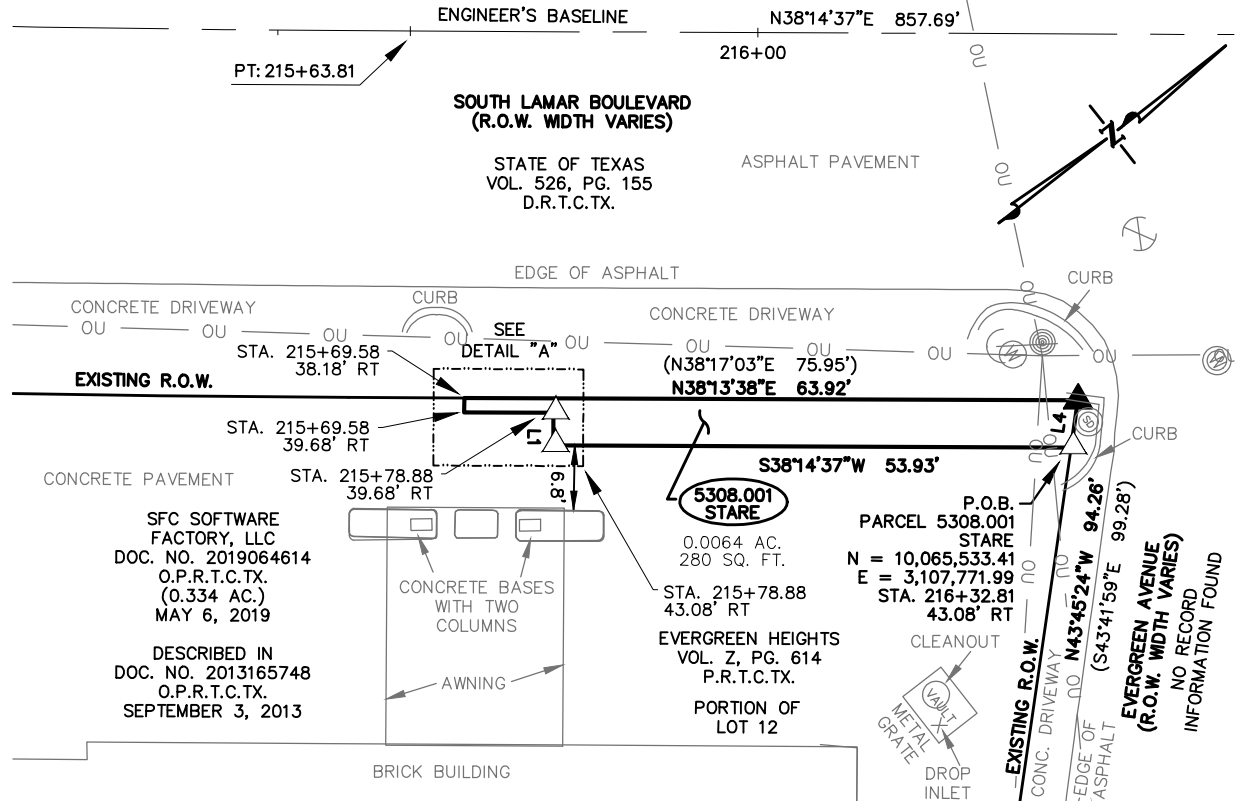 ENGINEER'S BASELINE
N38°14'37"E 857.69'
PT: 215+63.81
216+00
SOUTH LAMAR BOULEVARD
(R.O.W. WIDTH VARIES)
STATE OF TEXAS
VOL. 526, PG. 155
D.R.T.C.TX.
ASPHALT PAVEMENT
OU
OU
Z
EDGE OF ASPHALT
CURB
CONCRETE DRIVEWAY
CURB
CONCRETE DRIVEWAY
OU
OU OU OU OU OU OU OU OU OU
SEE
DETAIL "A"
STA. 215+69.58
38.18' RT
(N38°17'03"E 75.95')
N38°13'38"E 63.92'
EXISTING R.O.W.
STA. 215+69.58
39.68' RT
L1
L4
SB
CURB
STA. 215+78.88
39.68' RT
S38°14'37"W 53.93'
6.8'
CONCRETE PAVEMENT
5308.001
STARE
0.0064 AC.
280 SQ. FT.
P.O.B.
PARCEL 5308.001
STARE
N = 10,065,533.41
E = 3,107,771.99
STA. 216+32.81
43.08' RT
SFC SOFTWARE
FACTORY, LLC
DOC. NO. 2019064614
O.P.R.T.C.TX.
(0.334 AC.)
MAY 6, 2019
CONCRETE BASES
WITH TWO
COLUMNS
STA. 215+78.88
43.08' RT
DESCRIBED IN
DOC. NO. 2013165748
O.P.R.T.C.TX.
SEPTEMBER 3, 2013
AWNING
EVERGREEN HEIGHTS
VOL. Z, PG. 614
P.R.T.C.TX.
PORTION OF
LOT 12
CLEANOUT
VAULT
METAL
GRATE
DROP
INLET
BRICK BUILDING
OU
OU
OU
OU
OU
EXISTING R.O.W.
CONC. DRIVEWAY
N43°45'24"W 94.26'
(S43°41'59"E 99.28')
EDGE OF
ASPHALT
EVERGREEN AVENUE
(R.O.W. WIDTH VARIES)
NO RECORD
INFORMATION FOUND